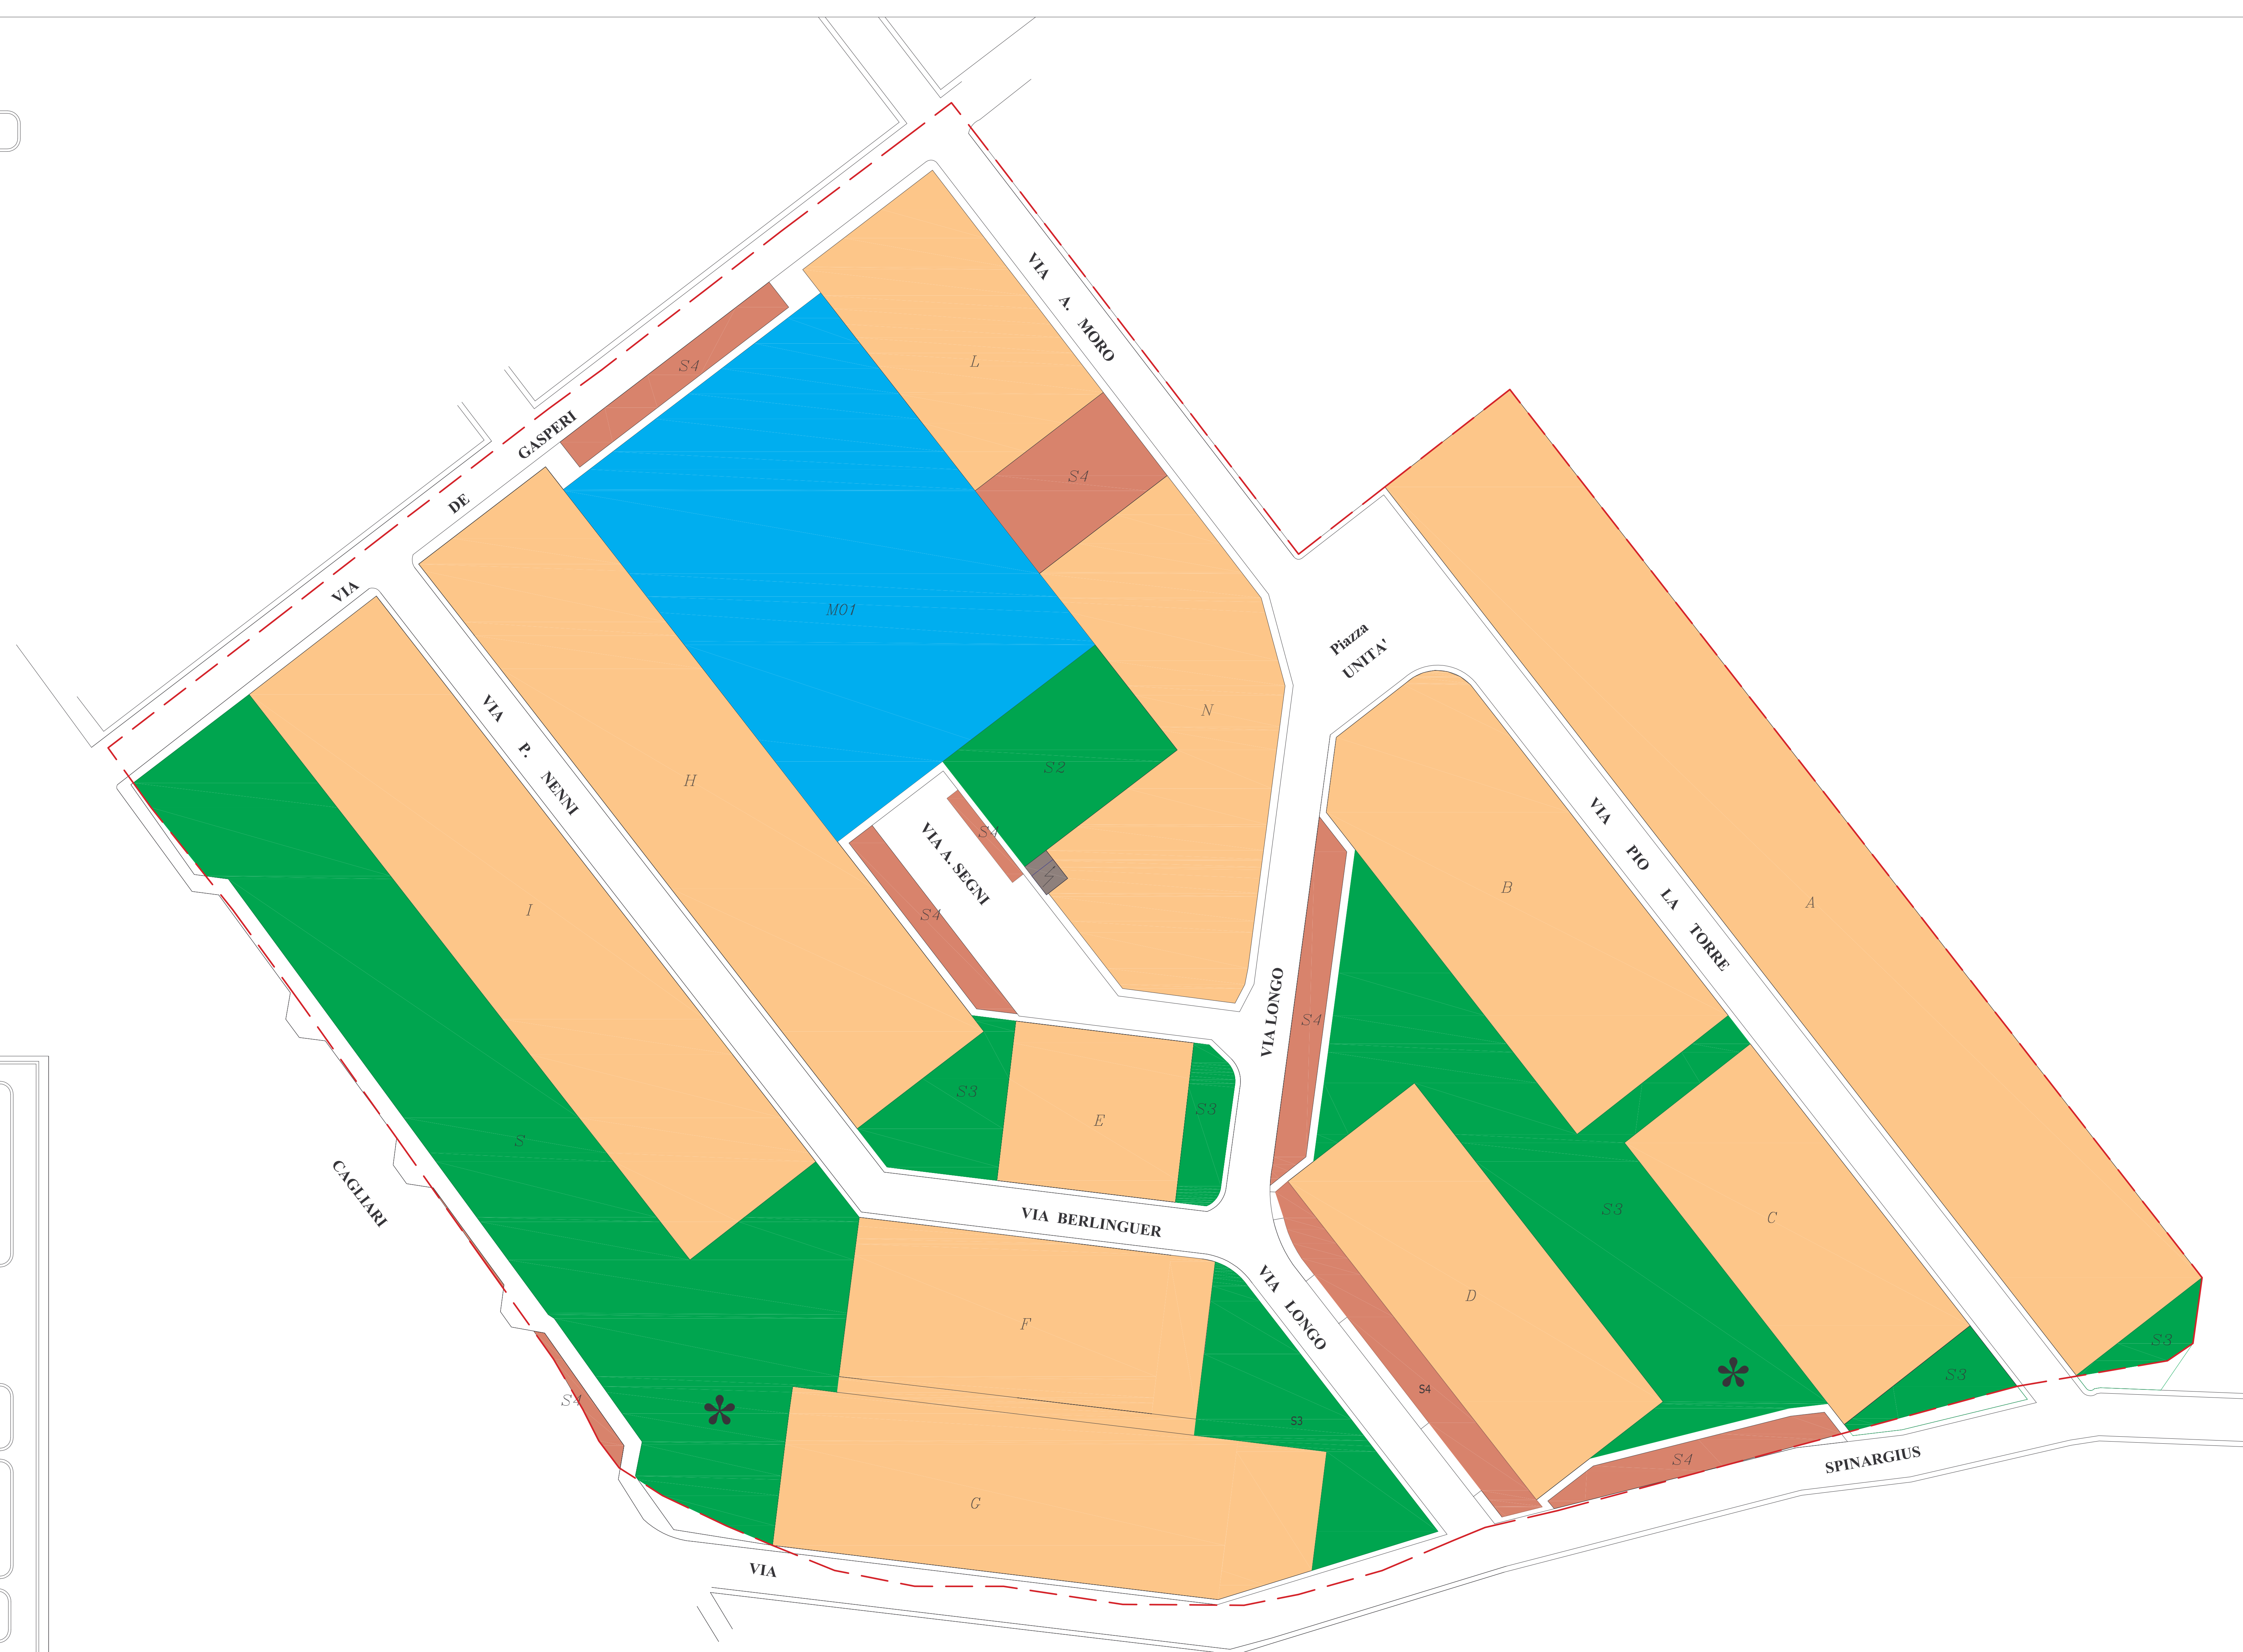 VIA A. MORO
L
S4
S4
VIA DE GASPERI
M01
Piazza
UNITA'
N
S2
H
VIA P. NENNI
S4
VIA A. SEGNI
S4
I
B
VIA PIO LA TORRE
A
VIA LONGO
S4
S3
E
S3
S
CAGLIARI
VIA BERLINGUER
S3
C
D
F
VIA LONGO
S3
S3
S4
*
*
S4
S3
S4
G
VIA
SPINARGIUS